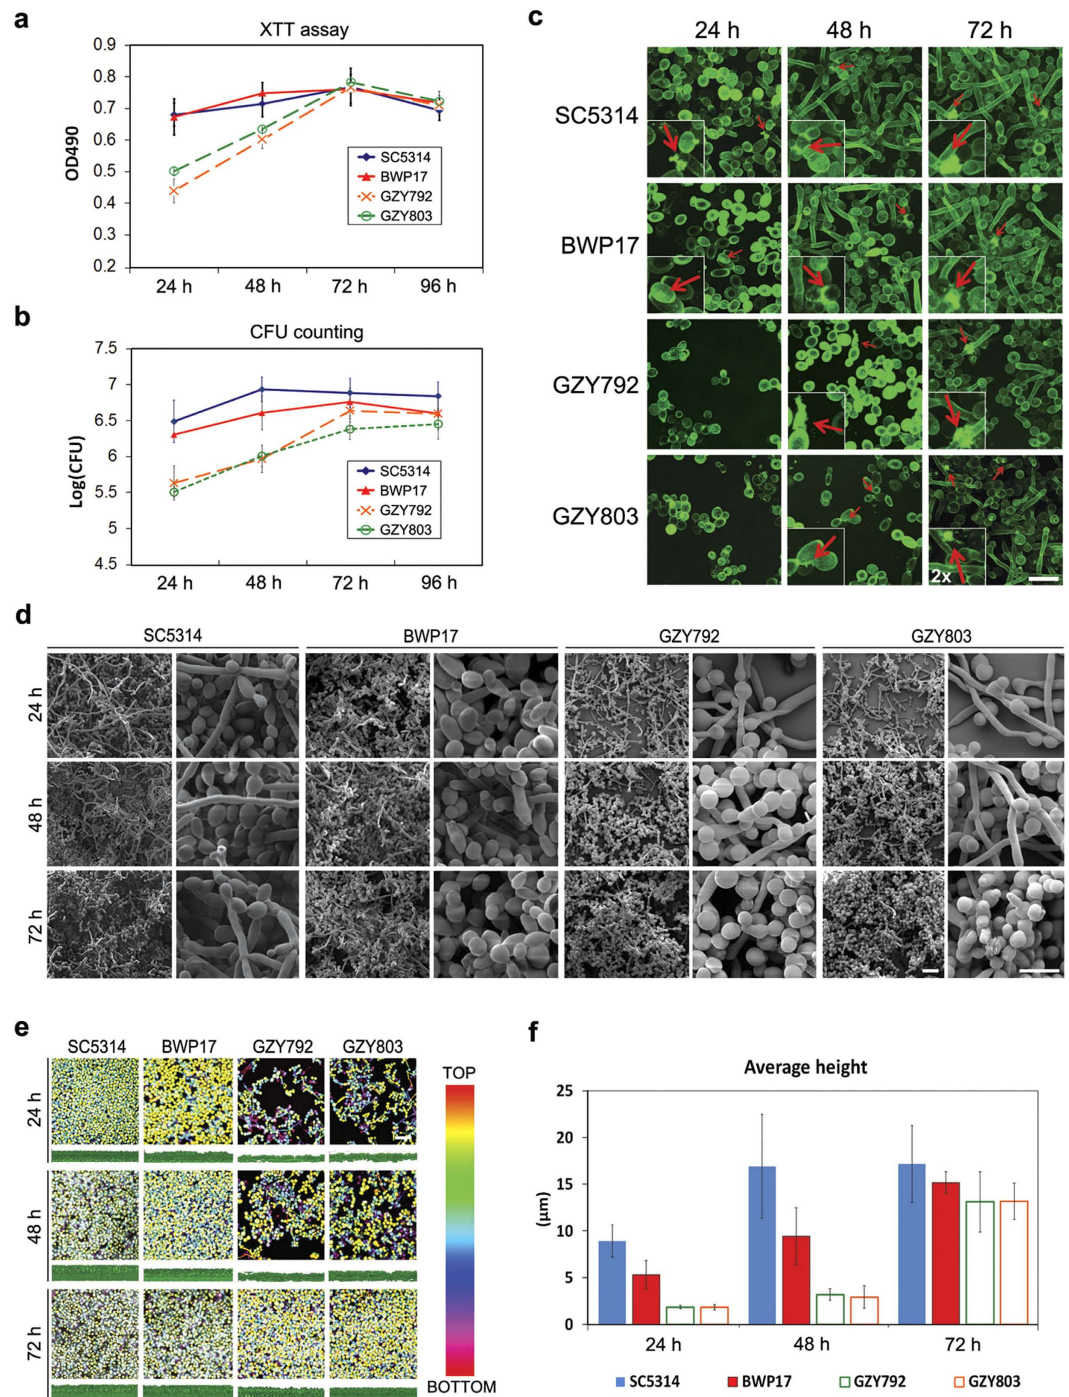 a
XTT assay
0.9
0.8
0.7
0.6
0.5
0.4
0.3
0.2
OD490
SC5314
BWP17
GZY792
GZY803
24 h 48 h 72 h 96 h
b
CFU counting
7.5
7
6.5
6
5.5
5
4.5
Log(CFU)
SC5314
BWP17
GZY792
GZY803
24 h 48 h 72 h 96 h
c
24 h 48 h 72 h
SC5314
BWP17
GZY792
GZY803
2x
d
SC5314 BWP17 GZY792 GZY803
24 h
48 h
72 h
e
SC5314 BWP17 GZY792 GZY803
24 h
48 h
72 h
TOP
BOTTOM
f
Average height
25
20
15
10
5
0
(μm)
24 h 48 h 72 h
SC5314 BWP17 GZY792 GZY803